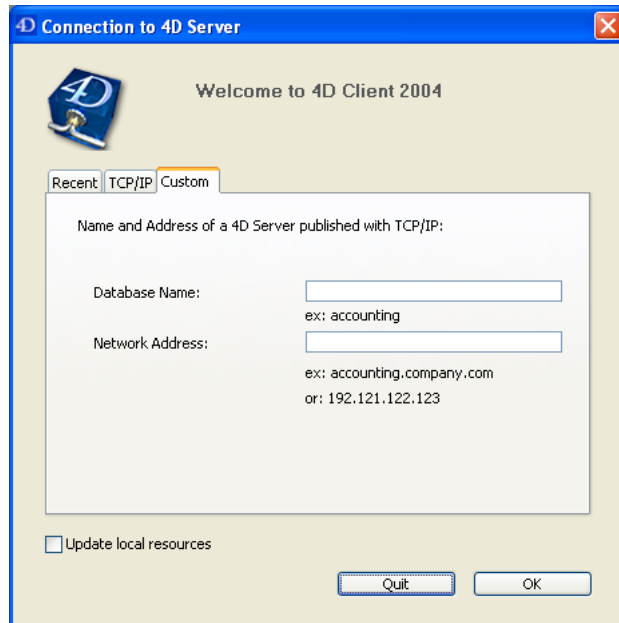 4D Connection to 4D Server
4D
Welcome to 4D Client 2004
Recent TCP/IP Custom
Name and Address of a 4D Server published with TCP/IP:
Database Name:
ex: accounting
Network Address:
ex: accounting.company.com
or: 192.121.122.123
Update local resources
Quit OK